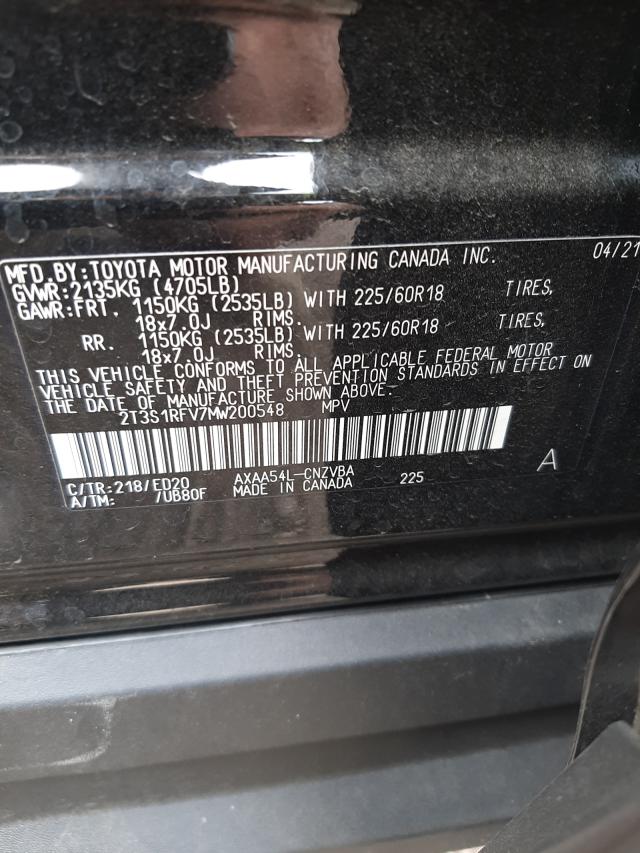 MFD.BY:TOYOTA MOTOR MANUFACTURING CANADA INC. 04/21
GVWR:2135KG (4705LB)
GAWR:FRT. 1150KG (2535LB) WITH 225/60R18 TIRES,
18x7.0J RIMS.
RR. 1150KG (2535LB) WITH 225/60R18 TIRES,
18x7.0J RIMS.
THIS VEHICLE CONFORMS TO ALL APPLICABLE FEDERAL MOTOR
VEHICLE SAFETY AND THEFT PREVENTION STANDARDS IN EFFECT ON
THE DATE OF MANUFACTURE SHOWN ABOVE.
2T3S1RFV7MW200548 MPV
A
C/TR:218/ED20 AXAA54L-CNZVBA 225
A/TM: 7UB80F MADE IN CANADA